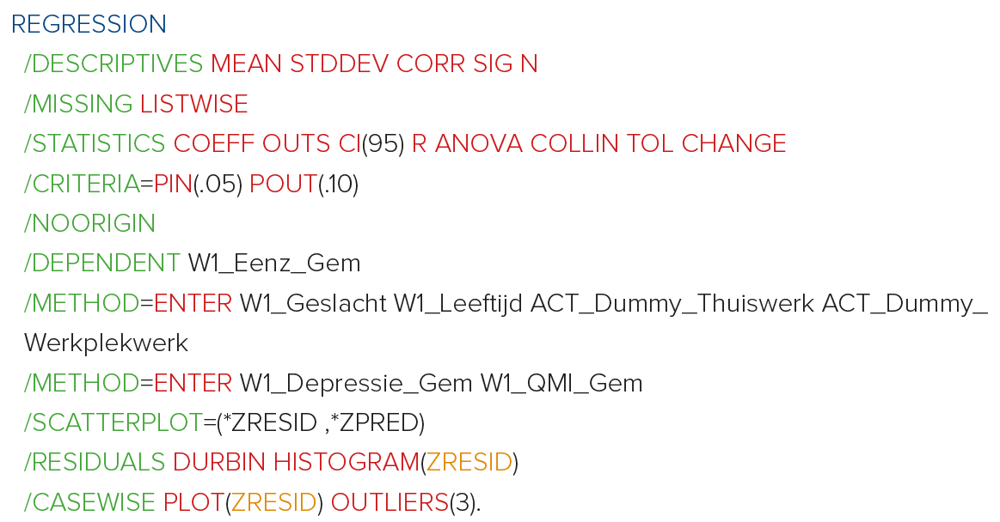 REGRESSION
/DESCRIPTIVES MEAN STDDEV CORR SIG N
/MISSING LISTWISE
/STATISTICS COEFF OUTS CI(95) R ANOVA COLLIN TOL CHANGE
/CRITERIA=PIN(.05) POUT(.10)
/NOORIGIN
/DEPENDENT W1_Eenz_Gem
/METHOD=ENTER W1_Geslacht W1_Leeftijd ACT_Dummy_Thuiswerk ACT_Dummy_
Werkplekwerk
/METHOD=ENTER W1_Depressie_Gem W1_QMI_Gem
/SCATTERPLOT=(*ZRESID ,*ZPRED)
/RESIDUALS DURBIN HISTOGRAM(ZRESID)
/CASEWISE PLOT(ZRESID) OUTLIERS(3).